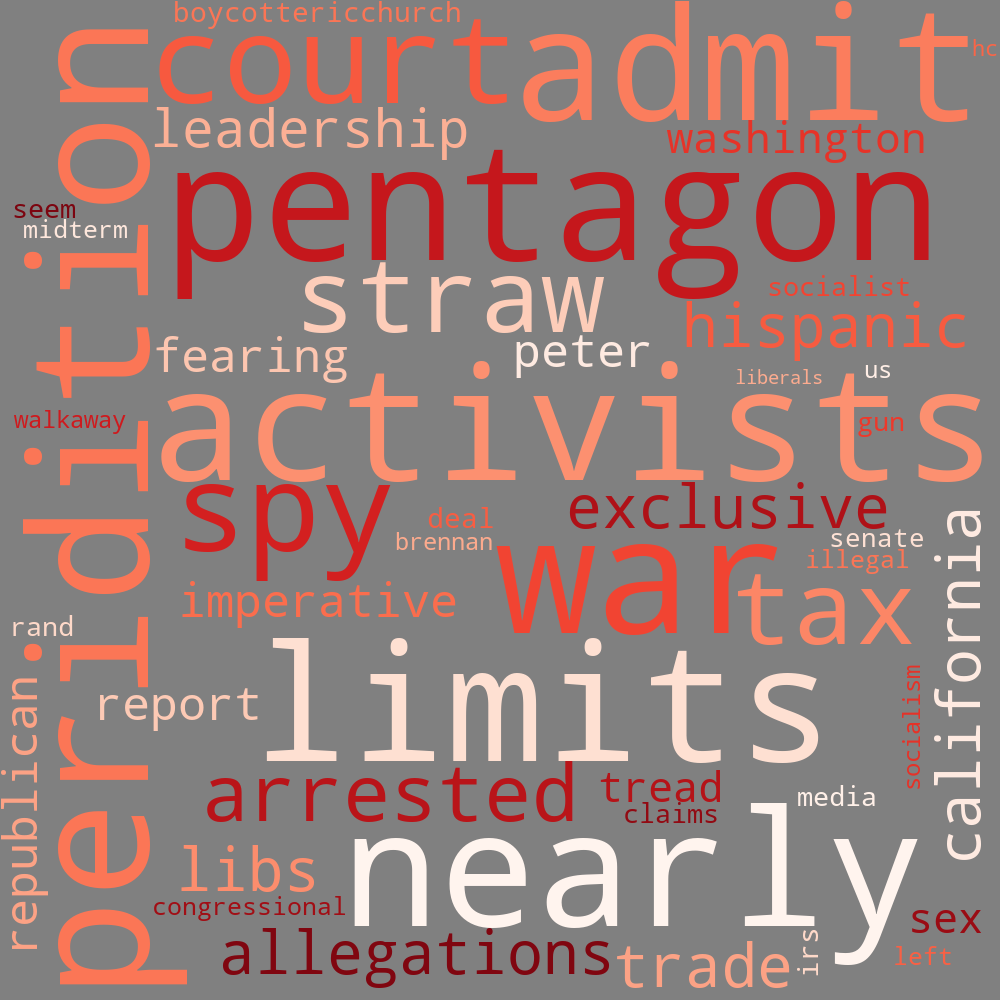 boycottericchurch
court
admit
hc
leadership
washington
perdition
pentagon
seem
midterm
straw
socialist
hispanic
fearing
peter
liberals
us
activists
walkaway
gun
spy
exclusive
deal
brennan
war
senate
illegal
california
imperative
tax
rand
limits
republican
report
socialism
arrested
tread
claims
media
nearly
libs
congressional
sex
allegations
trade
irs
left